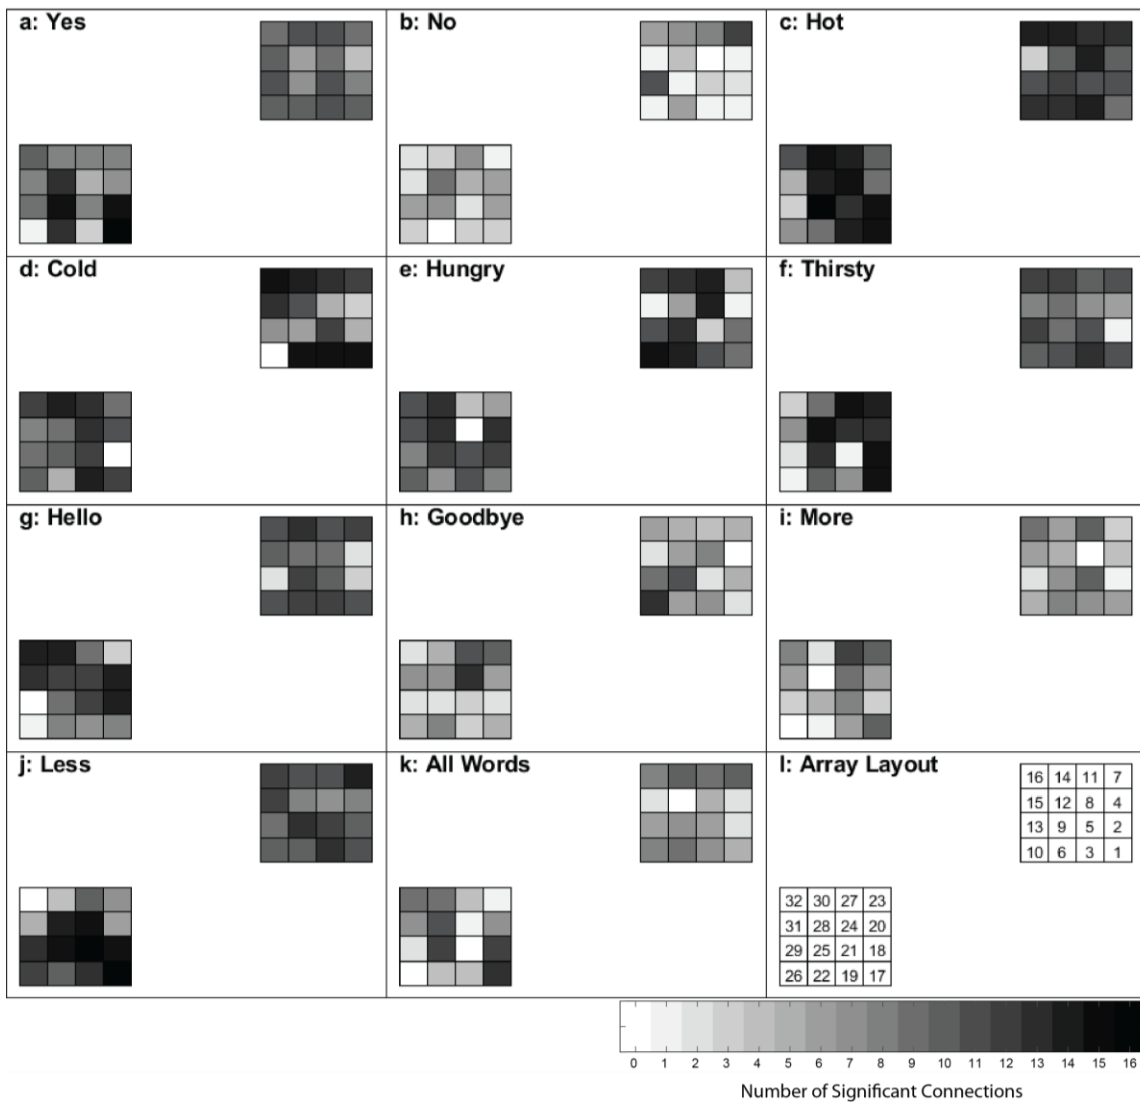 a: Yes
b: No
c: Hot
d: Cold
e: Hungry
f: Thirsty
g: Hello
h: Goodbye
i: More
j: Less
k: All Words
l: Array Layout
16 14 11 7
15 12 8 4
13 9 5 2
10 6 3 1
32 30 27 23
31 28 24 20
29 25 21 18
26 22 19 17
0 1 2 3 4 5 6 7 8 9 10 11 12 13 14 15 16
Number of Significant Connections